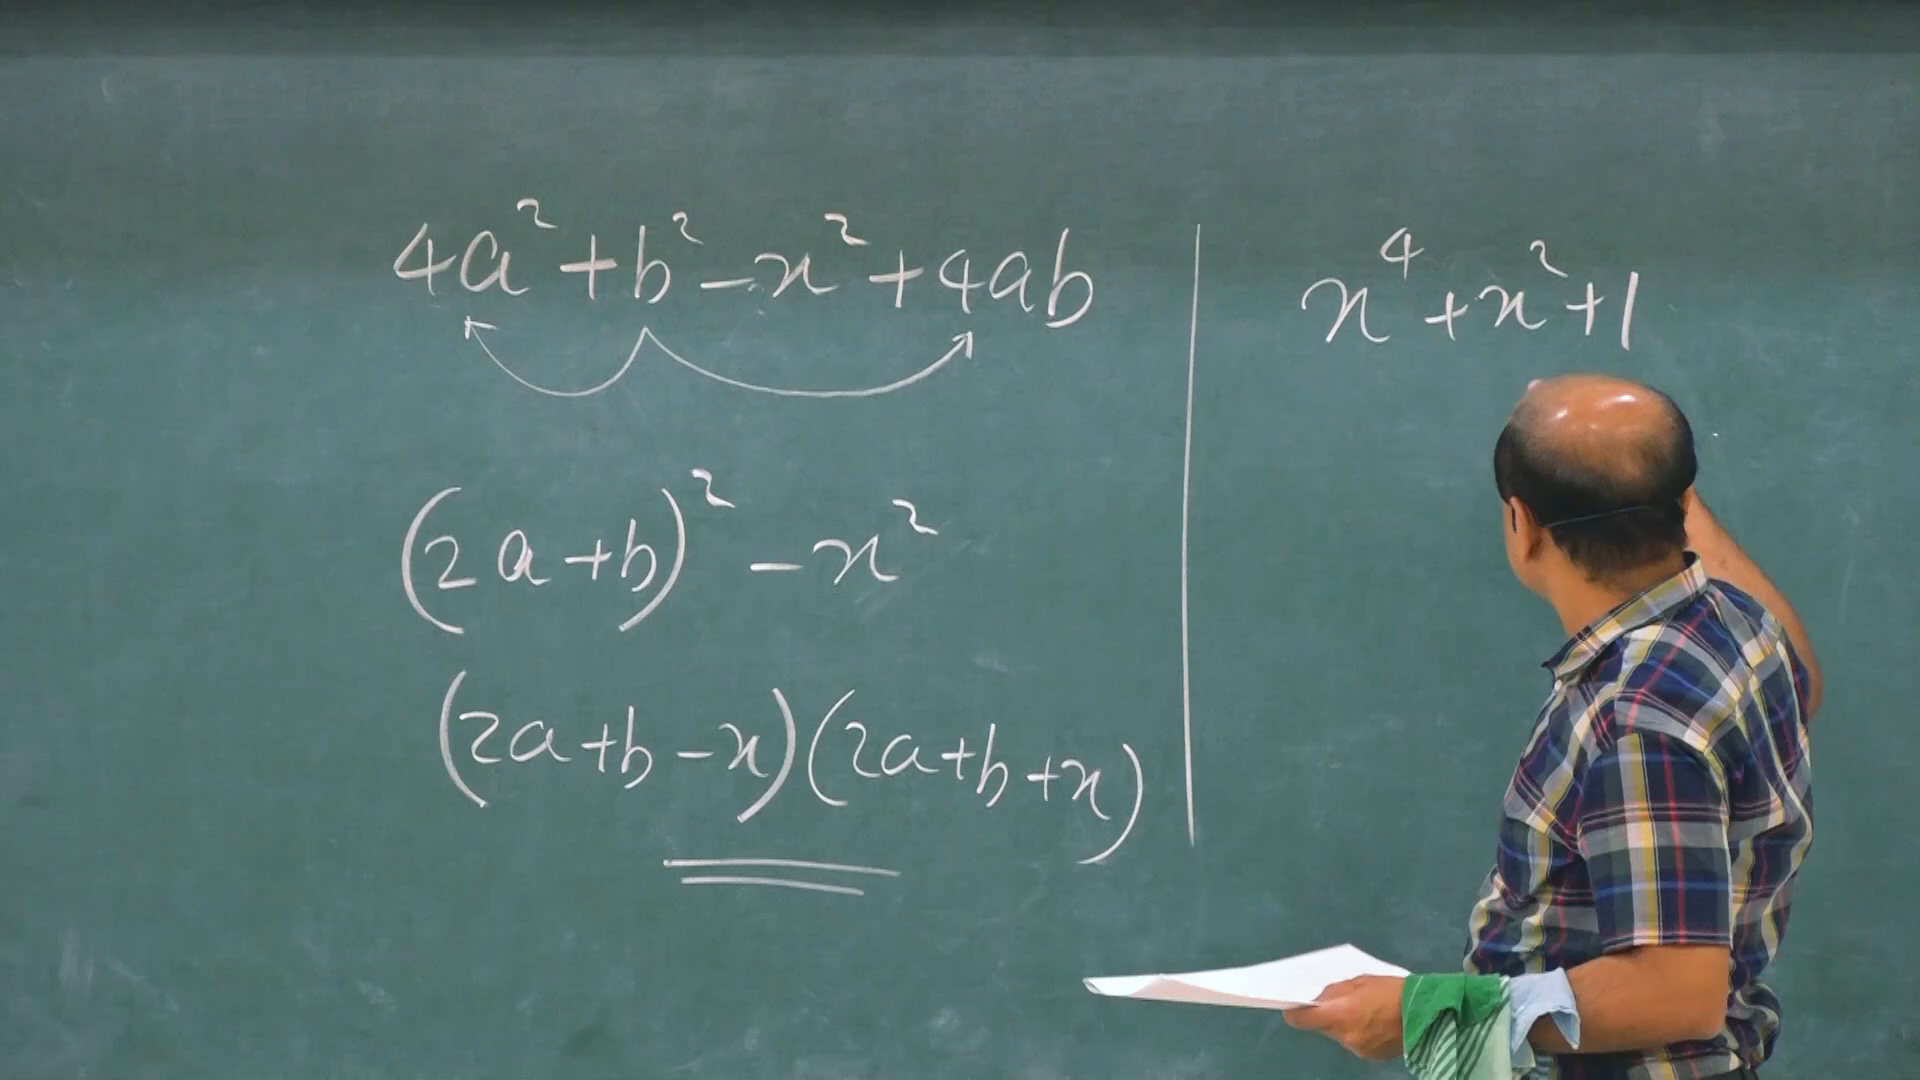 4a²+b²-x²+4ab
(2a+b)²-x²
(2a+b-x)(2a+b+x)
x⁴+x²+1